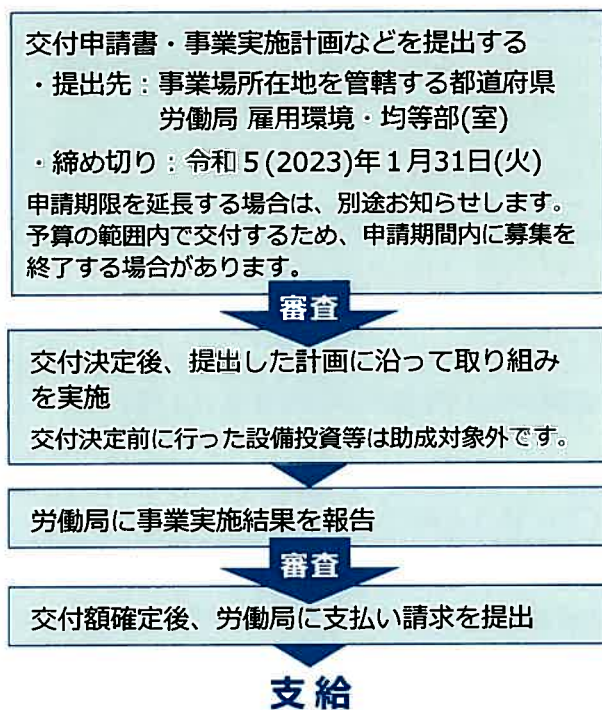 交付申請書・事業実施計画などを提出する
・提出先：事業場所在地を管轄する都道府県
労働局 雇用環境・均等部(室)
・締め切り：令和５(2023)年１月31日(火)
申請期限を延長する場合は、別途お知らせします。
予算の範囲内で交付するため、申請期間内に募集を
終了する場合があります。
審査
交付決定後、提出した計画に沿って取り組み
を実施
交付決定前に行った設備投資等は助成対象外です。
労働局に事業実施結果を報告
審査
交付額確定後、労働局に支払い請求を提出
支給